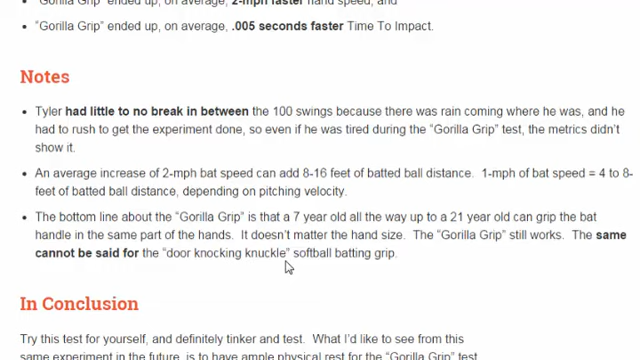 "Gorilla Grip" ended up, on average, 2-mph faster hand speed, and
"Gorilla Grip" ended up, on average, .005 seconds faster Time To Impact.
Notes
Tyler had little to no break in between the 100 swings because there was rain coming where he was, and he
had to rush to get the experiment done, so even if he was tired during the "Gorilla Grip" test, the metrics didn't
show it.
An average increase of 2-mph bat speed can add 8-16 feet of batted ball distance. 1-mph of bat speed = 4 to 8-
feet of batted ball distance, depending on pitching velocity.
The bottom line about the "Gorilla Grip" is that a 7 year old all the way up to a 21 year old can grip the bat
handle in the same part of the hands. It doesn't matter the hand size. The "Gorilla Grip" still works. The same
cannot be said for the "door knocking knuckle" softball batting grip.
In Conclusion
Try this test for yourself, and definitely tinker and test. What I'd like to see from this
same experiment in the future, is to have ample physical rest for the "Gorilla Grip" test